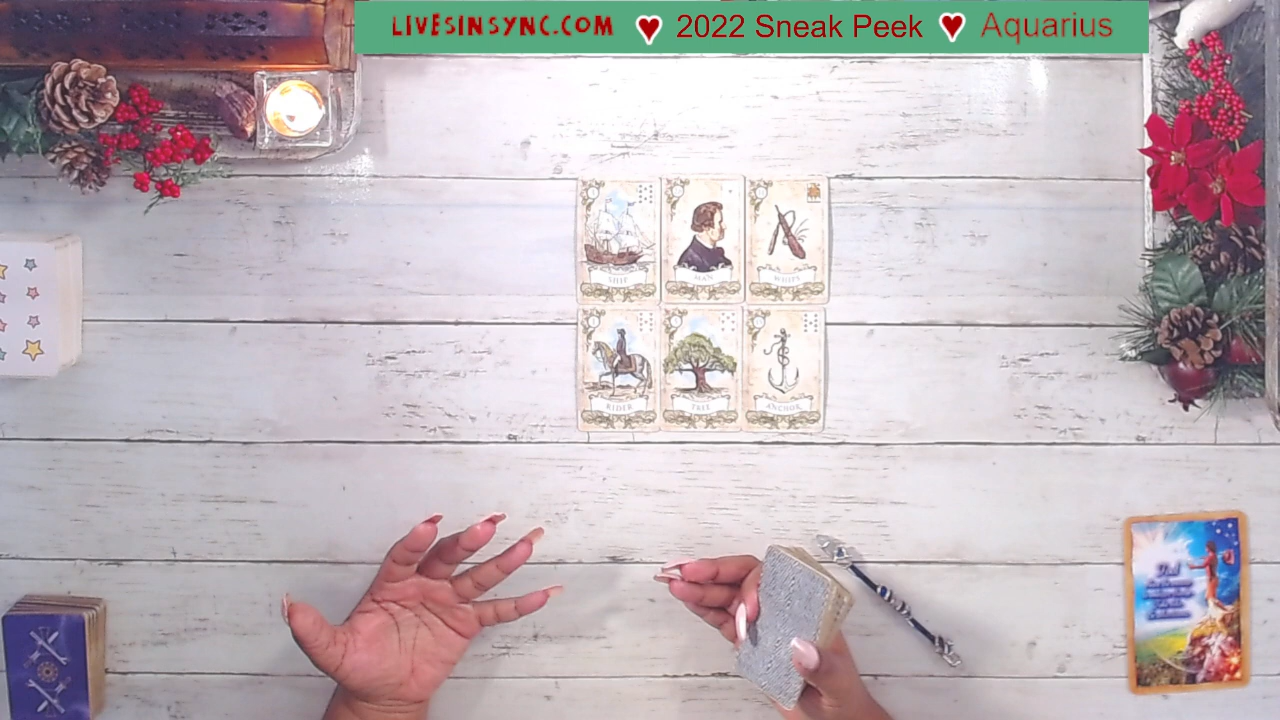 LIVESINSYNC.COM ♥ 2022 Sneak Peek ♥ Aquarius
SHIP
MAN
WHIPS
RIDER
TREE
ANCHOR